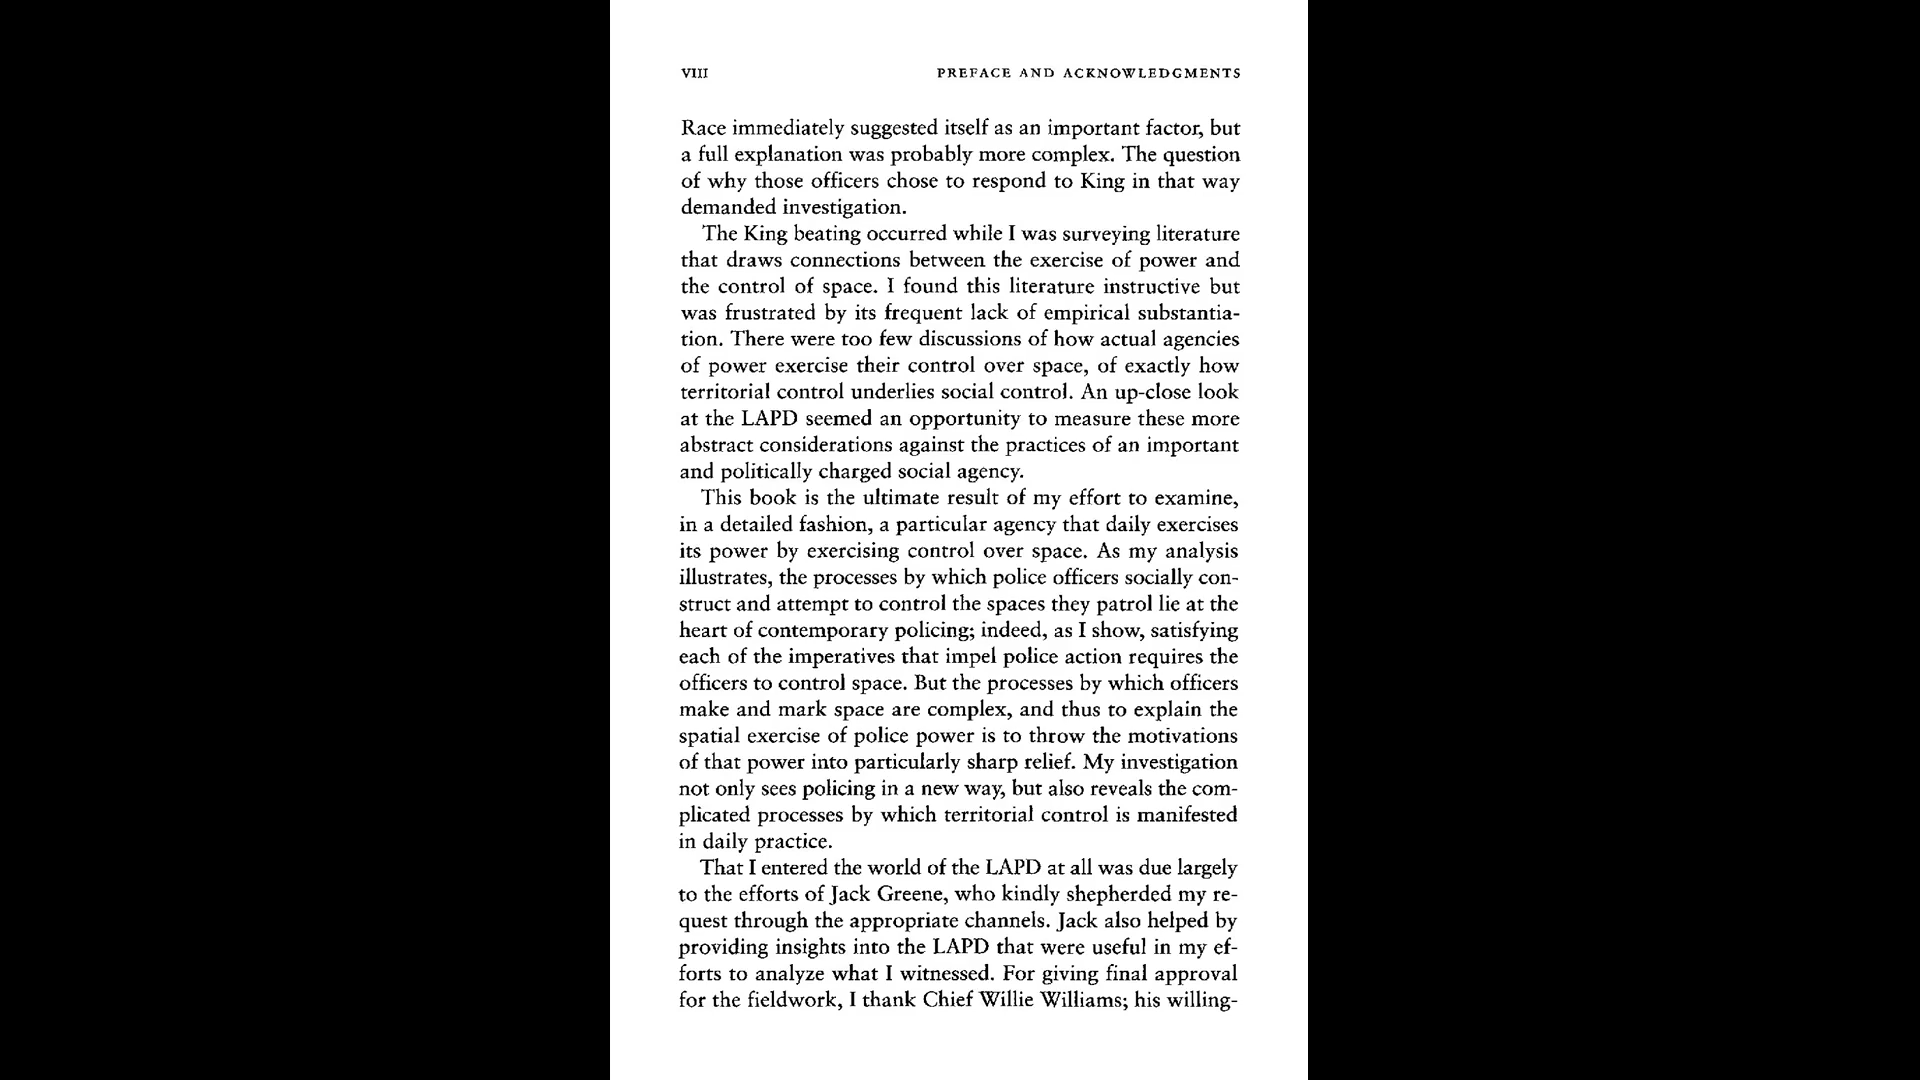 VIII PREFACE AND ACKNOWLEDGMENTS
Race immediately suggested itself as an important factor, but
a full explanation was probably more complex. The question
of why those officers chose to respond to King in that way
demanded investigation.
The King beating occurred while I was surveying literature
that draws connections between the exercise of power and
the control of space. I found this literature instructive but
was frustrated by its frequent lack of empirical substantia-
tion. There were too few discussions of how actual agencies
of power exercise their control over space, of exactly how
territorial control underlies social control. An up-close look
at the LAPD seemed an opportunity to measure these more
abstract considerations against the practices of an important
and politically charged social agency.
This book is the ultimate result of my effort to examine,
in a detailed fashion, a particular agency that daily exercises
its power by exercising control over space. As my analysis
illustrates, the processes by which police officers socially con-
struct and attempt to control the spaces they patrol lie at the
heart of contemporary policing; indeed, as I show, satisfying
each of the imperatives that impel police action requires the
officers to control space. But the processes by which officers
make and mark space are complex, and thus to explain the
spatial exercise of police power is to throw the motivations
of that power into particularly sharp relief. My investigation
not only sees policing in a new way, but also reveals the com-
plicated processes by which territorial control is manifested
in daily practice.
That I entered the world of the LAPD at all was due largely
to the efforts of Jack Greene, who kindly shepherded my re-
quest through the appropriate channels. Jack also helped by
providing insights into the LAPD that were useful in my ef-
forts to analyze what I witnessed. For giving final approval
for the fieldwork, I thank Chief Willie Williams; his willing-